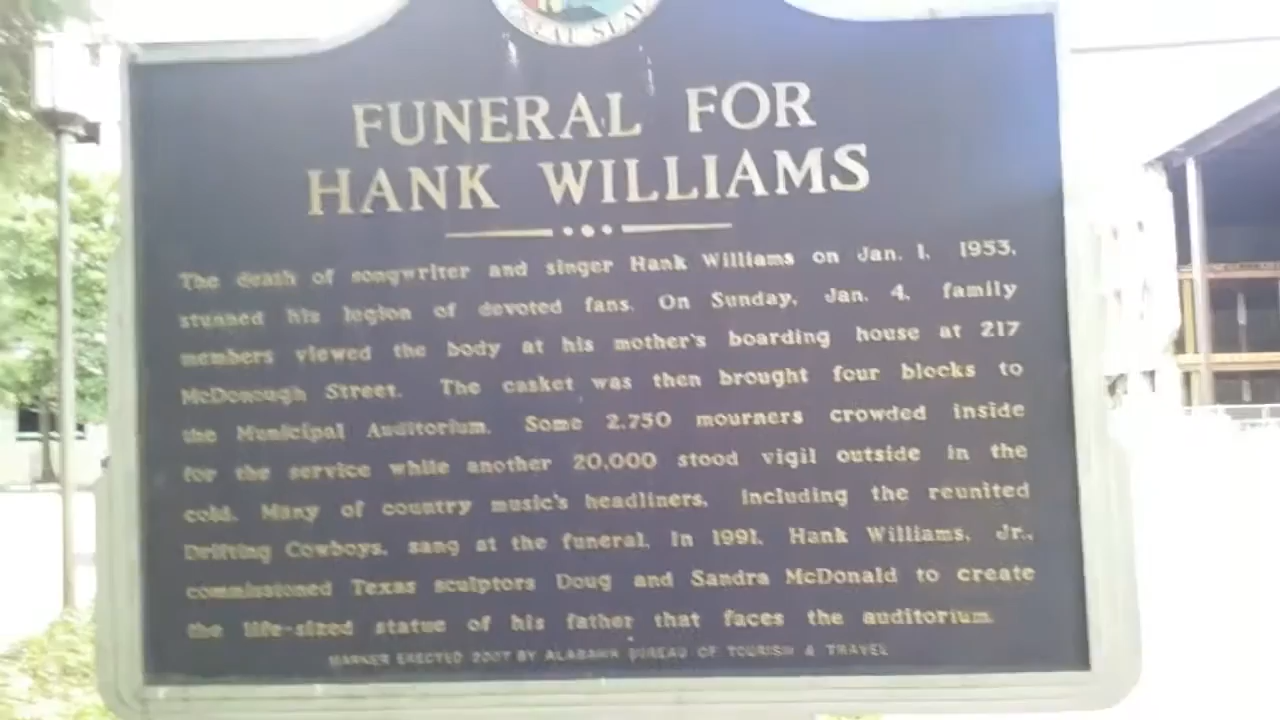 GREAT SEAL
FUNERAL FOR
HANK WILLIAMS
The death of songwriter and singer Hank Williams on Jan. 1, 1953,
stunned his legion of devoted fans. On Sunday, Jan. 4, family
members viewed the body at his mother's boarding house at 217
McDonough Street. The casket was then brought four blocks to
the Municipal Auditorium. Some 2,750 mourners crowded inside
for the service while another 20,000 stood vigil outside in the
cold. Many of country music's headliners, including the reunited
Drifting Cowboys, sang at the funeral. In 1991, Hank Williams, Jr.,
commissioned Texas sculptors Doug and Sandra McDonald to create
the life-sized statue of his father that faces the auditorium.
MARKER ERECTED 2007 BY ALABAMA BUREAU OF TOURISM & TRAVEL